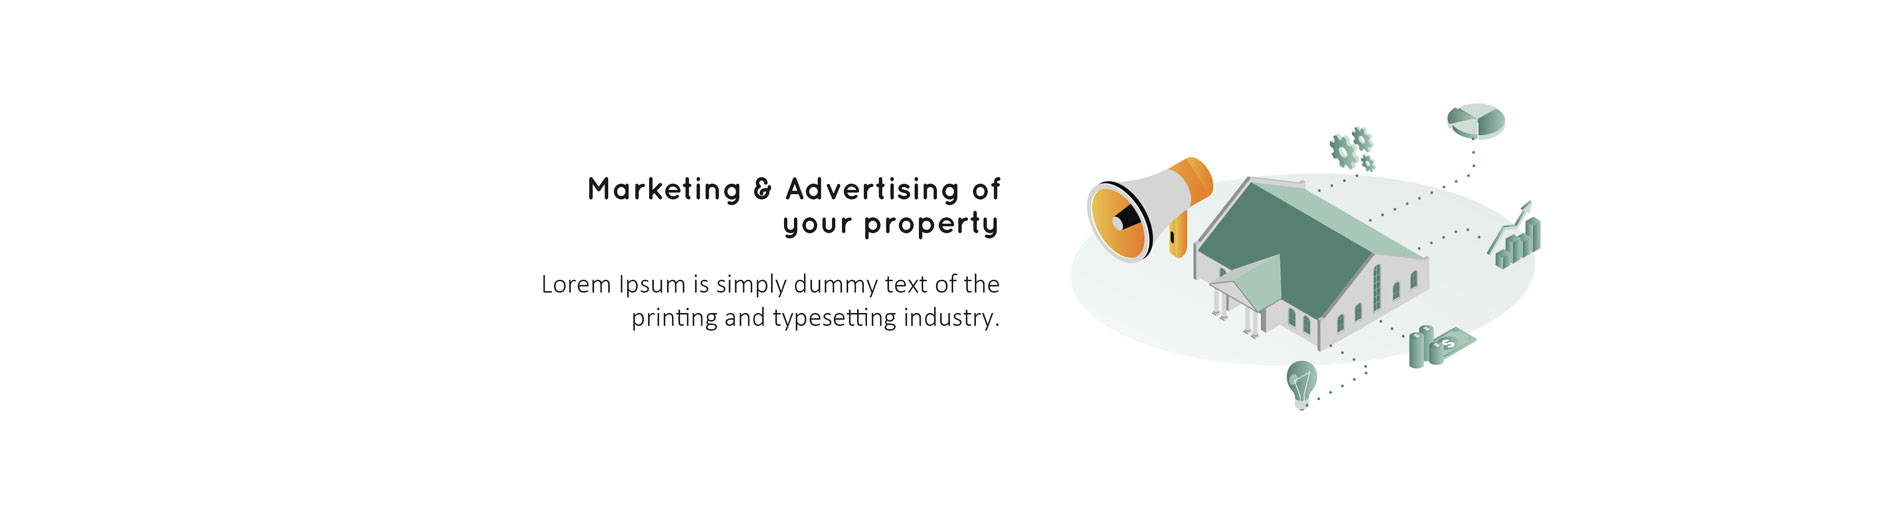 Marketing & Advertising of
your property
Lorem Ipsum is simply dummy text of the
printing and typesetting industry.
$